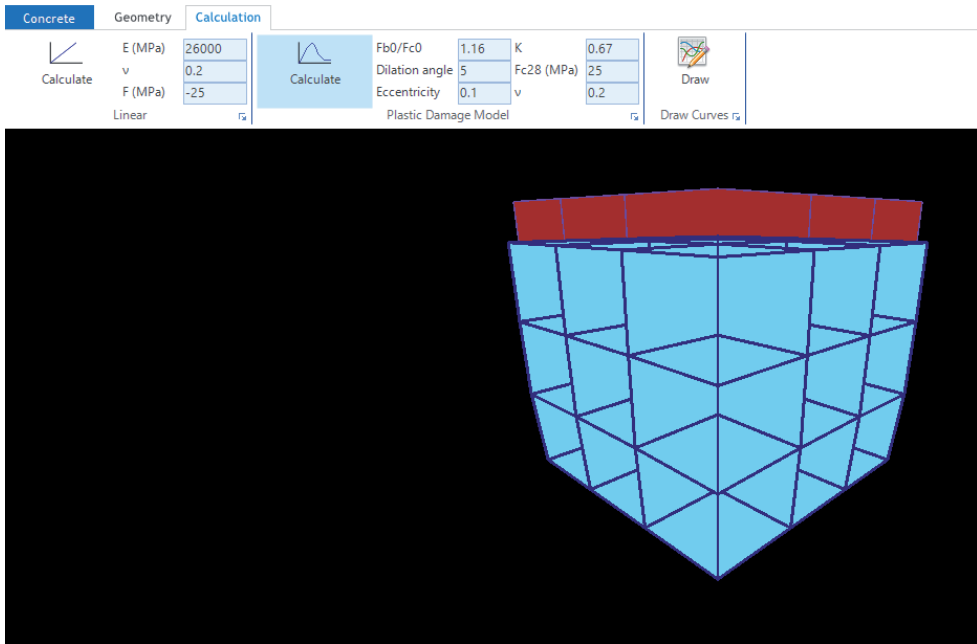 Concrete Geometry Calculation
E (MPa) 26000 Fb0/Fc0 1.16 K 0.67
Calculate ν 0.2 Calculate Dilation angle 5 Fc28 (MPa) 25 Draw
F (MPa) -25 Eccentricity 0.1 ν 0.2
Linear Plastic Damage Model Draw Curves